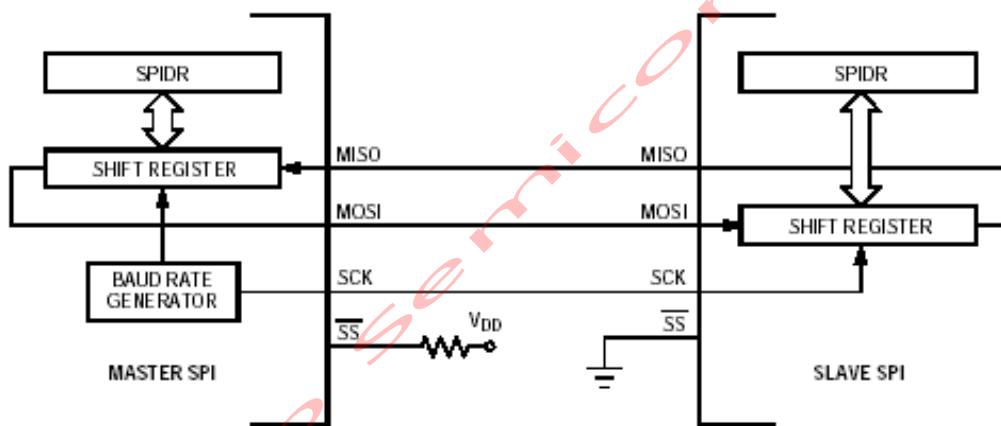 SPIDR
SHIFT REGISTER
BAUD RATE
GENERATOR
MASTER SPI
MISO
MOSI
SCK
SS
VDD
MISO
MOSI
SCK
SS
SPIDR
SHIFT REGISTER
SLAVE SPI
Semicon